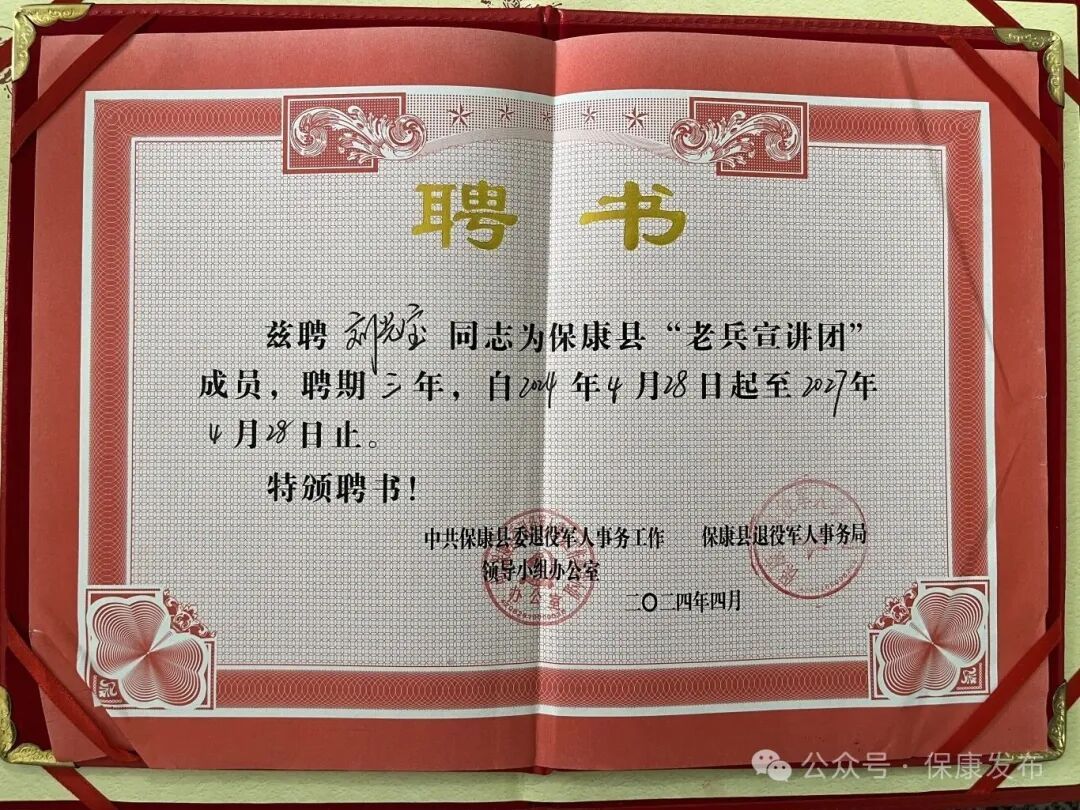 聘书
兹聘 刘光宝 同志为保康县“老兵宣讲团”
成员，聘期三年，自2024年4月28日起至2027年
4月28日止。
特颁聘书！
中共保康县委退役军人事务工作
领导小组办公室
保康县退役军人事务局
办公室
二〇二四年四月
公众号·保康发布